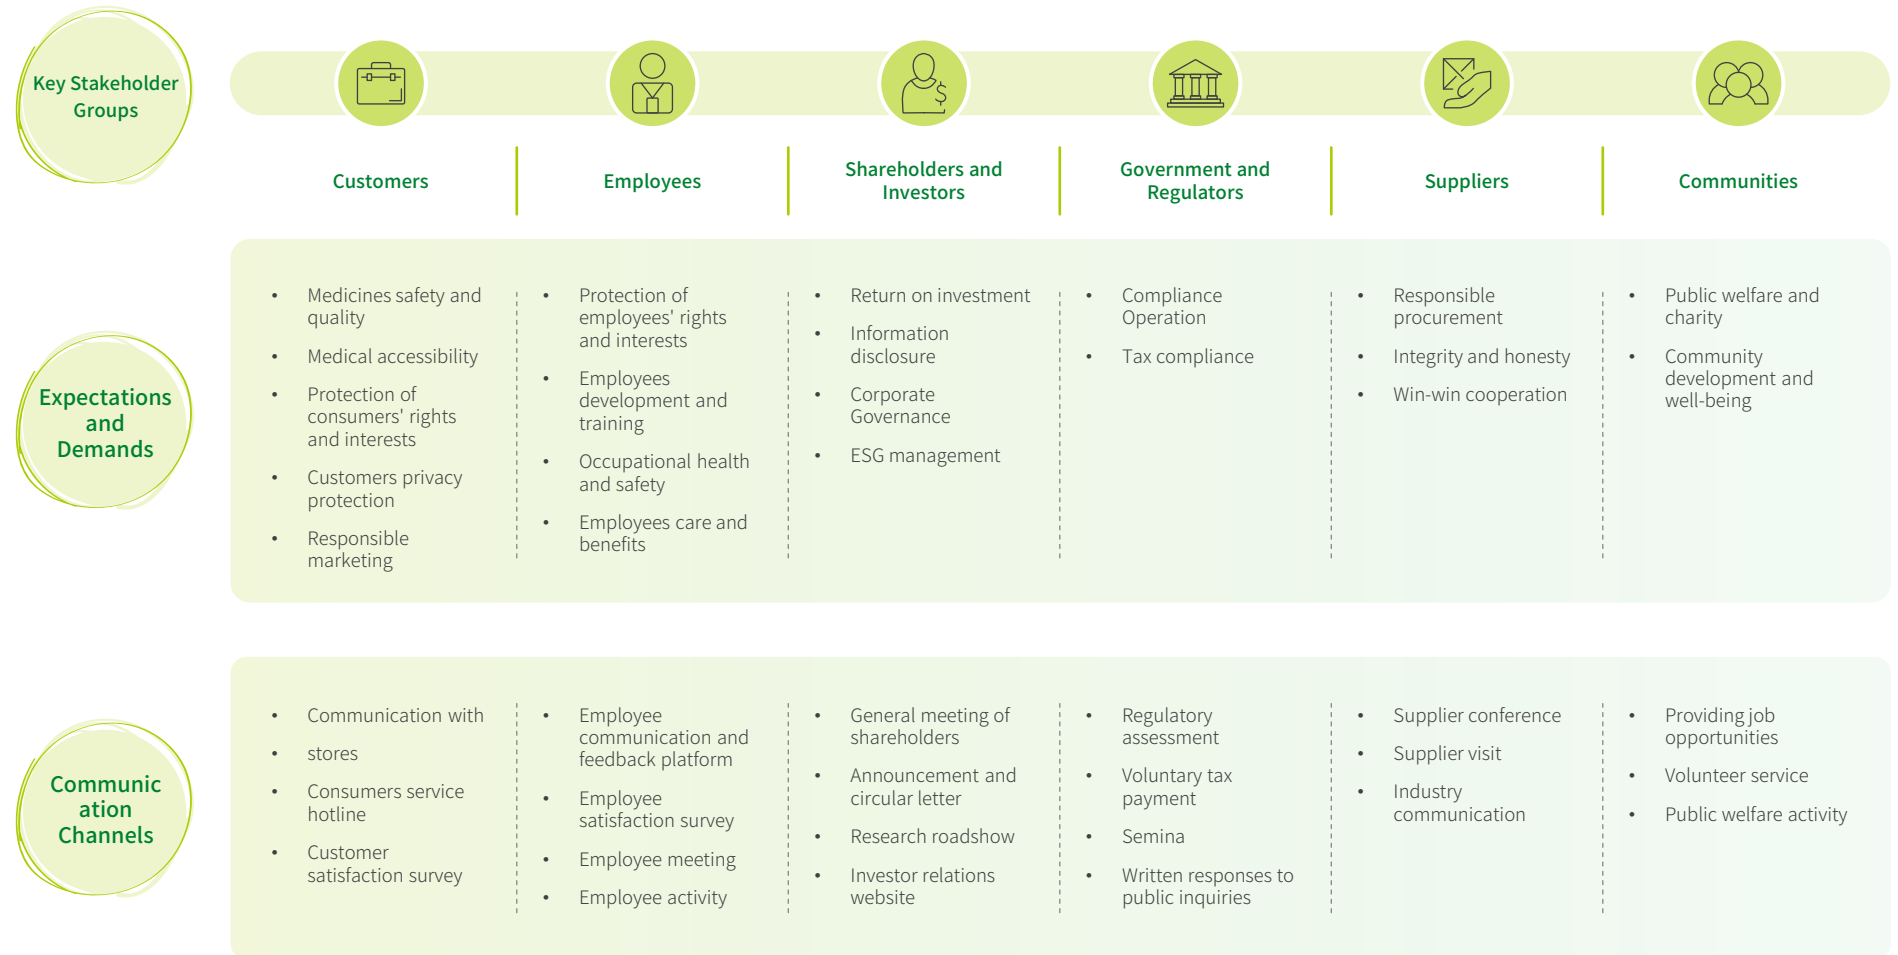 Key Stakeholder
Groups
Customers
Employees
Shareholders and
Investors
Government and
Regulators
Suppliers
Communities
Expectations
and
Demands
• Medicines safety and
quality
• Medical accessibility
• Protection of
consumers' rights
and interests
• Customers privacy
protection
• Responsible
marketing
• Protection of
employees' rights
and interests
• Employees
development and
training
• Occupational health
and safety
• Employees care and
benefits
• Return on investment
• Information
disclosure
• Corporate
Governance
• ESG management
• Compliance
Operation
• Tax compliance
• Responsible
procurement
• Integrity and honesty
• Win-win cooperation
• Public welfare and
charity
• Community
development and
well-being
Communic
ation
Channels
• Communication with
• stores
• Consumers service
hotline
• Customer
satisfaction survey
• Employee
communication and
feedback platform
• Employee
satisfaction survey
• Employee meeting
• Employee activity
• General meeting of
shareholders
• Announcement and
circular letter
• Research roadshow
• Investor relations
website
• Regulatory
assessment
• Voluntary tax
payment
• Semina
• Written responses to
public inquiries
• Supplier conference
• Supplier visit
• Industry
communication
• Providing job
opportunities
• Volunteer service
• Public welfare activity